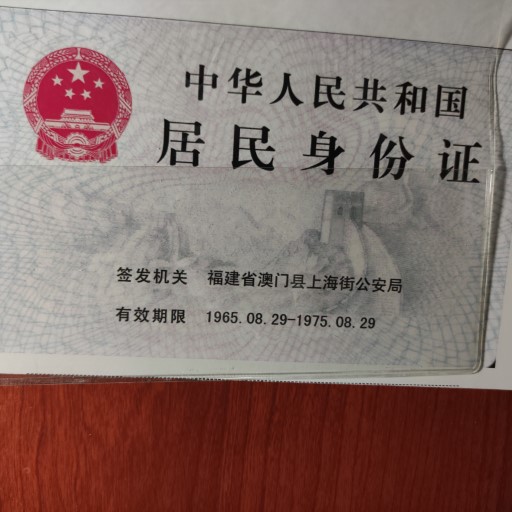 中华人民共和国
居民身份证
签发机关 福建省澳门县上海街公安局
有效期限 1965.08.29-1975.08.29